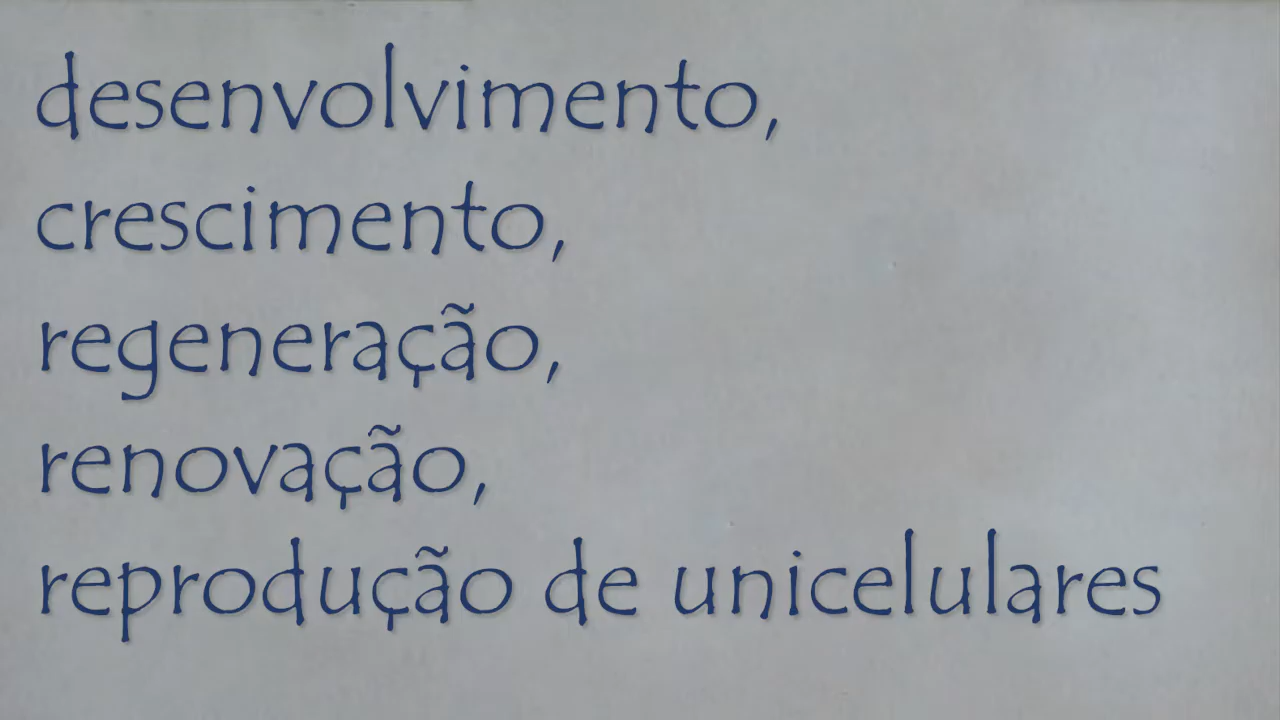 desenvolvimento,
crescimento,
regeneração,
renovação,
reprodução de unicelulares